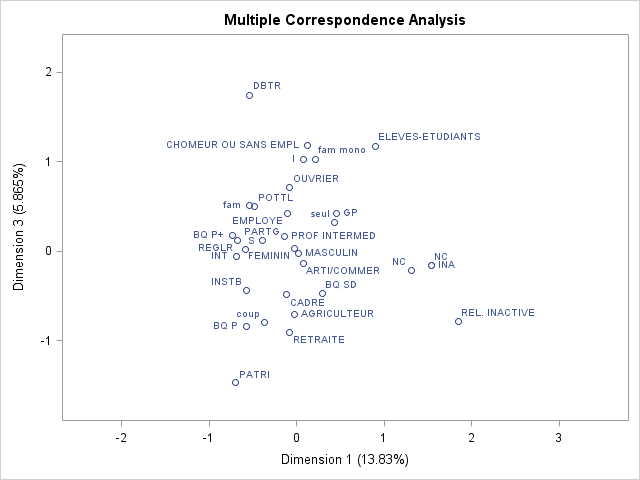 Multiple Correspondence Analysis
2
DBTR
CHOMEUR OU SANS EMPL
ELEVES-ETUDIANTS
fam mono
1
I
OUVRIER
POTTL
fam
seul
GP
EMPLOYE
BQ P+
PARTG
PROF INTERMED
S
REGLR
0
INT
FEMININ
MASCULIN
NC
NC
INA
ARTI/COMMER
INSTB
BQ SD
CADRE
coup
AGRICULTEUR
REL. INACTIVE
BQ P
RETRAITE
-1
PATRI
Dimension 3 (5.865%)
-2 -1 0 1 2 3
Dimension 1 (13.83%)